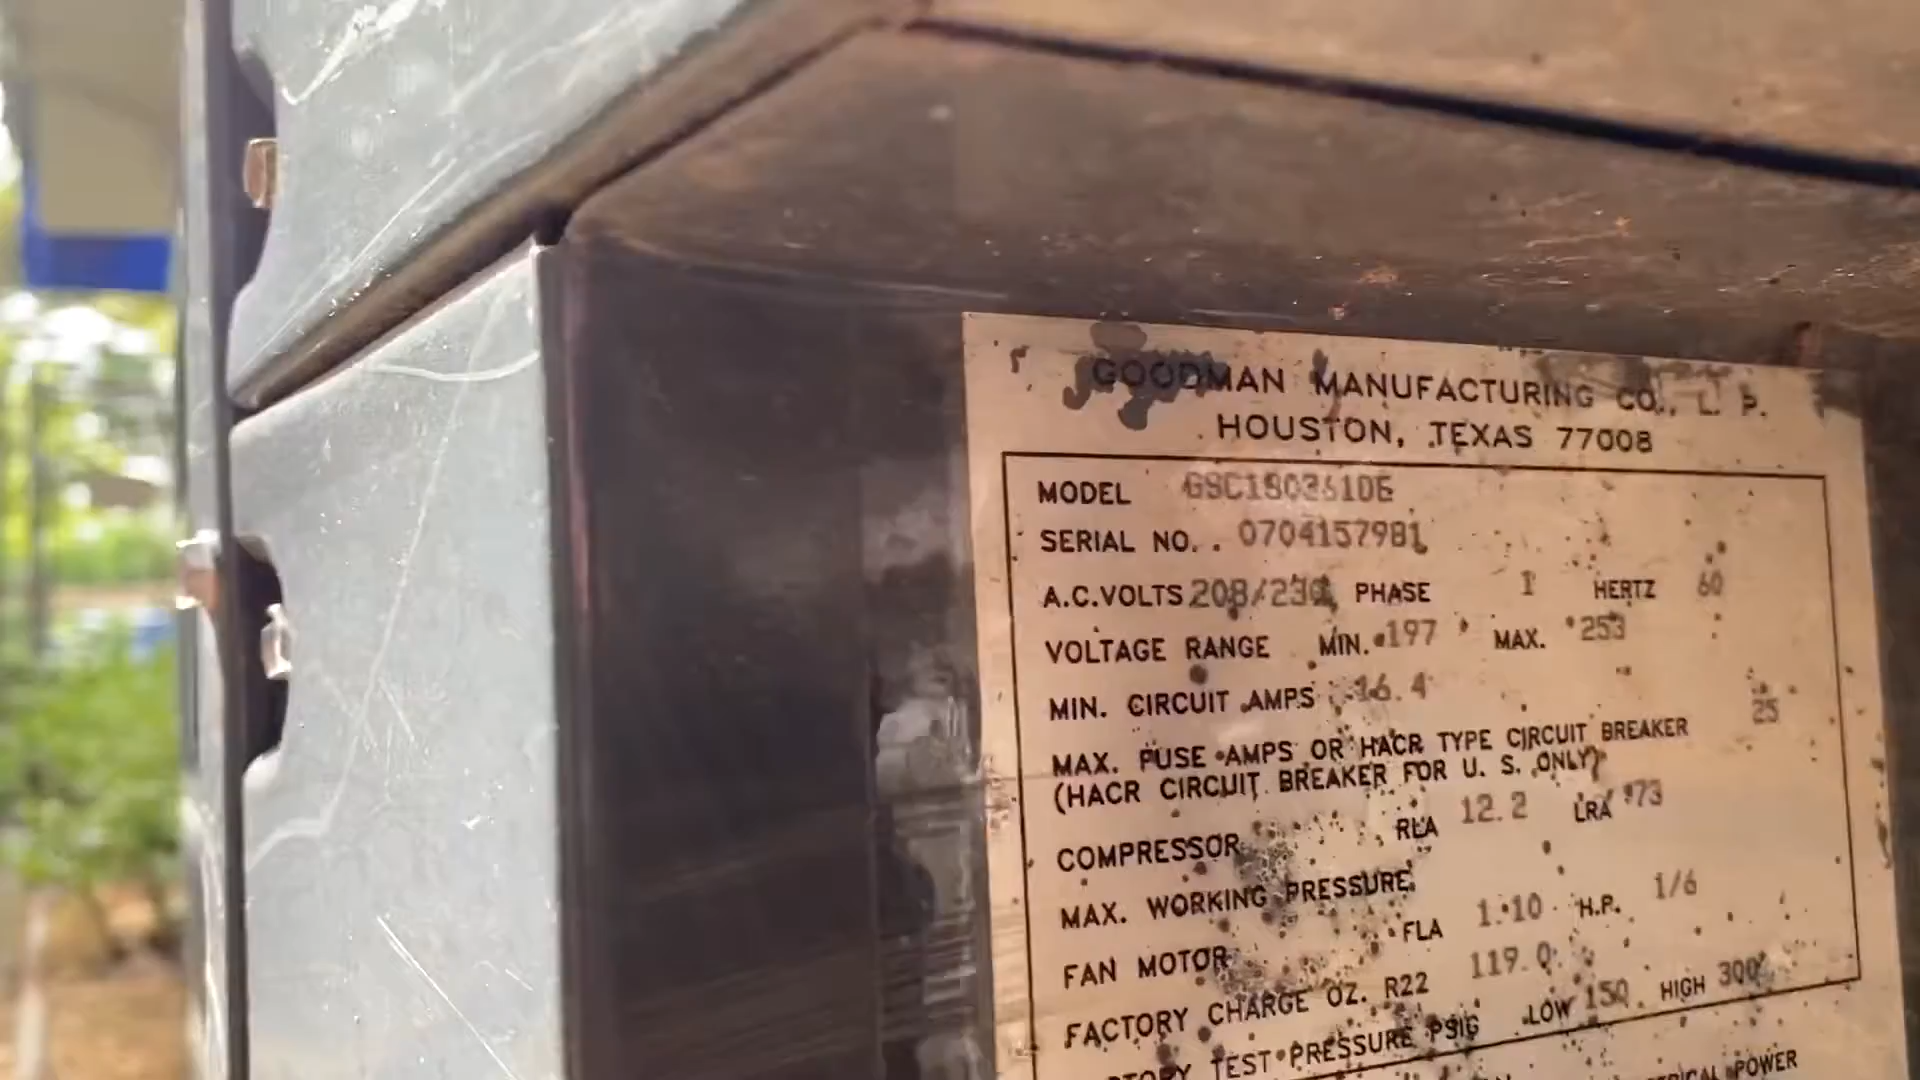 GOODMAN MANUFACTURING CO., L. P.
HOUSTON, TEXAS 77008
MODEL GSC130361DE
SERIAL NO. 0704157981
A.C.VOLTS 208/230 PHASE 1 HERTZ 60
VOLTAGE RANGE MIN. 197 MAX. 253
MIN. CIRCUIT AMPS 16.4
MAX. FUSE AMPS OR HACR TYPE CIRCUIT BREAKER 25
(HACR CIRCUIT BREAKER FOR U. S. ONLY)
COMPRESSOR RLA 12.2 LRA 73
MAX. WORKING PRESSURE
FAN MOTOR FLA 1.10 H.P. 1/6
FACTORY CHARGE OZ. R22 119.0
TEST PRESSURE PSIG LOW 150 HIGH 300
POWER